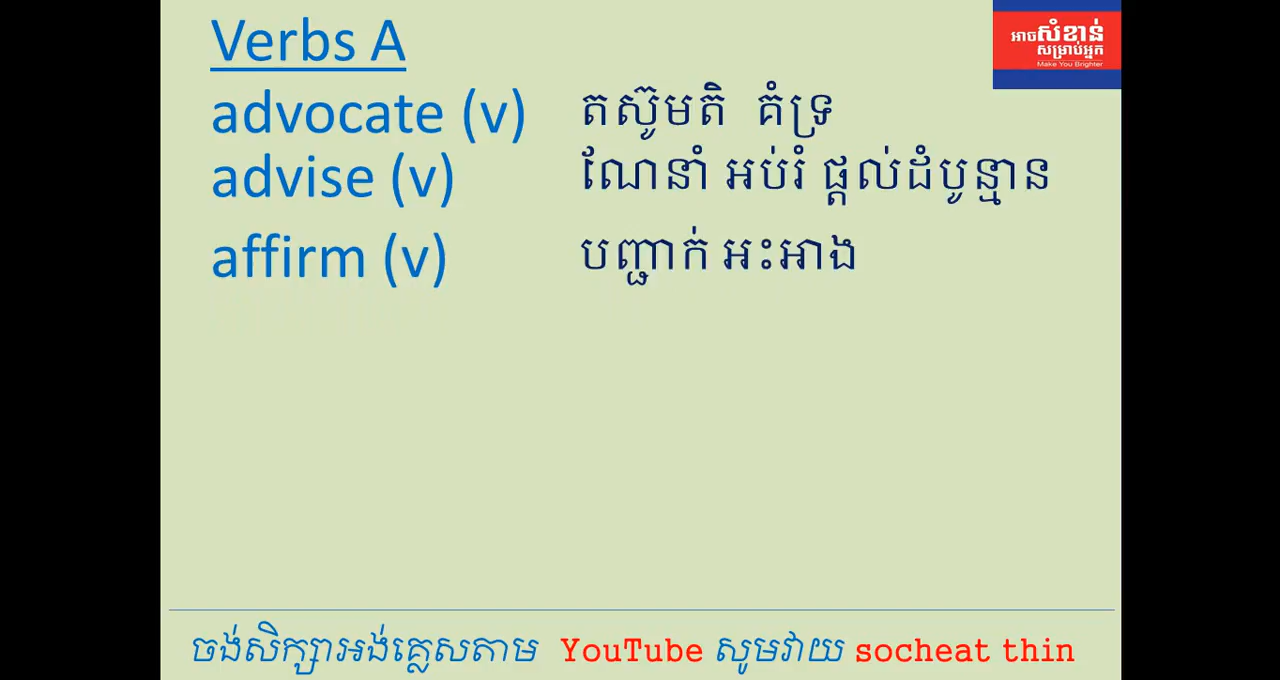 Verbs A
អាចសំខាន់
សម្រាប់អ្នក
Make You Brighter
advocate (v) តស៊ូមតិ គំទ្រ
advise (v) ណែនាំ អប់រំ ផ្តល់ដំបូន្មាន
affirm (v) បញ្ជាក់ អះអាង
ចង់សិក្សាអង់គ្លេសតាម YouTube សូមវាយ socheat thin